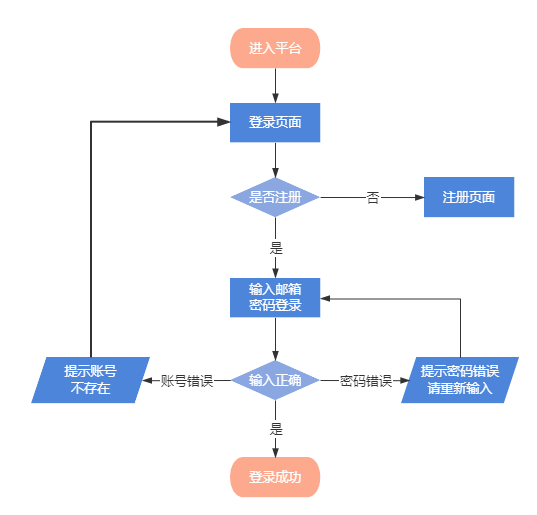 进入平台
登录页面
是否注册
否
注册页面
是
输入邮箱
密码登录
提示账号
不存在
账号错误
输入正确
密码错误
提示密码错误
请重新输入
是
登录成功